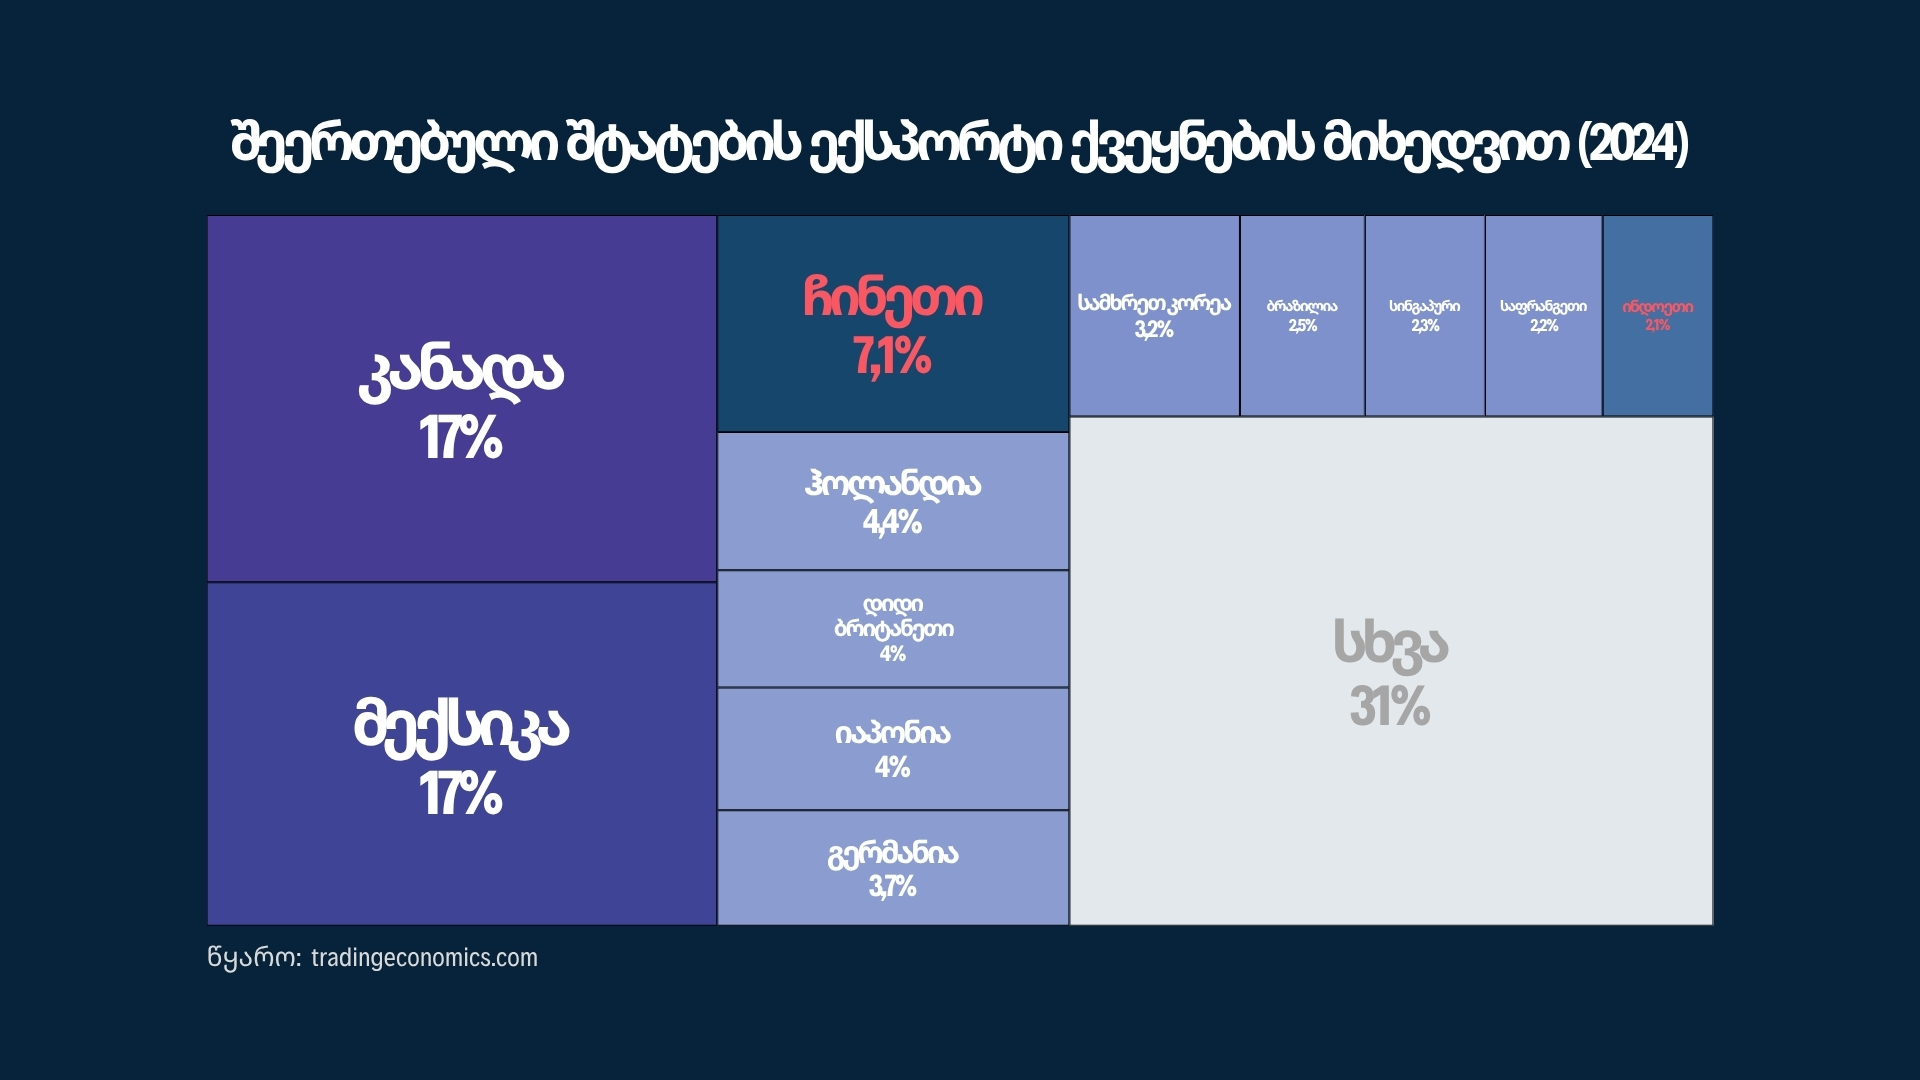 შეერთებული შტატების ექსპორტი ქვეყნების მიხედვით (2024)
კანადა
17%
მექსიკა
17%
ჩინეთი
7,1%
ჰოლანდია
4,4%
დიდი
ბრიტანეთი
4%
იაპონია
4%
გერმანია
3,7%
სამხრეთ კორეა
3,2%
ბრაზილია
2,5%
სინგაპური
2,3%
საფრანგეთი
2,2%
ინდოეთი
2,1%
სხვა
31%
წყარო: tradingeconomics.com